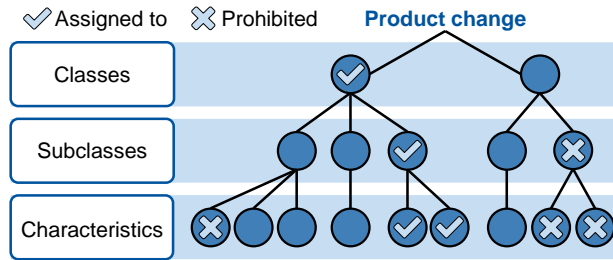 Assigned to
Prohibited
Product change
Classes
Subclasses
Characteristics